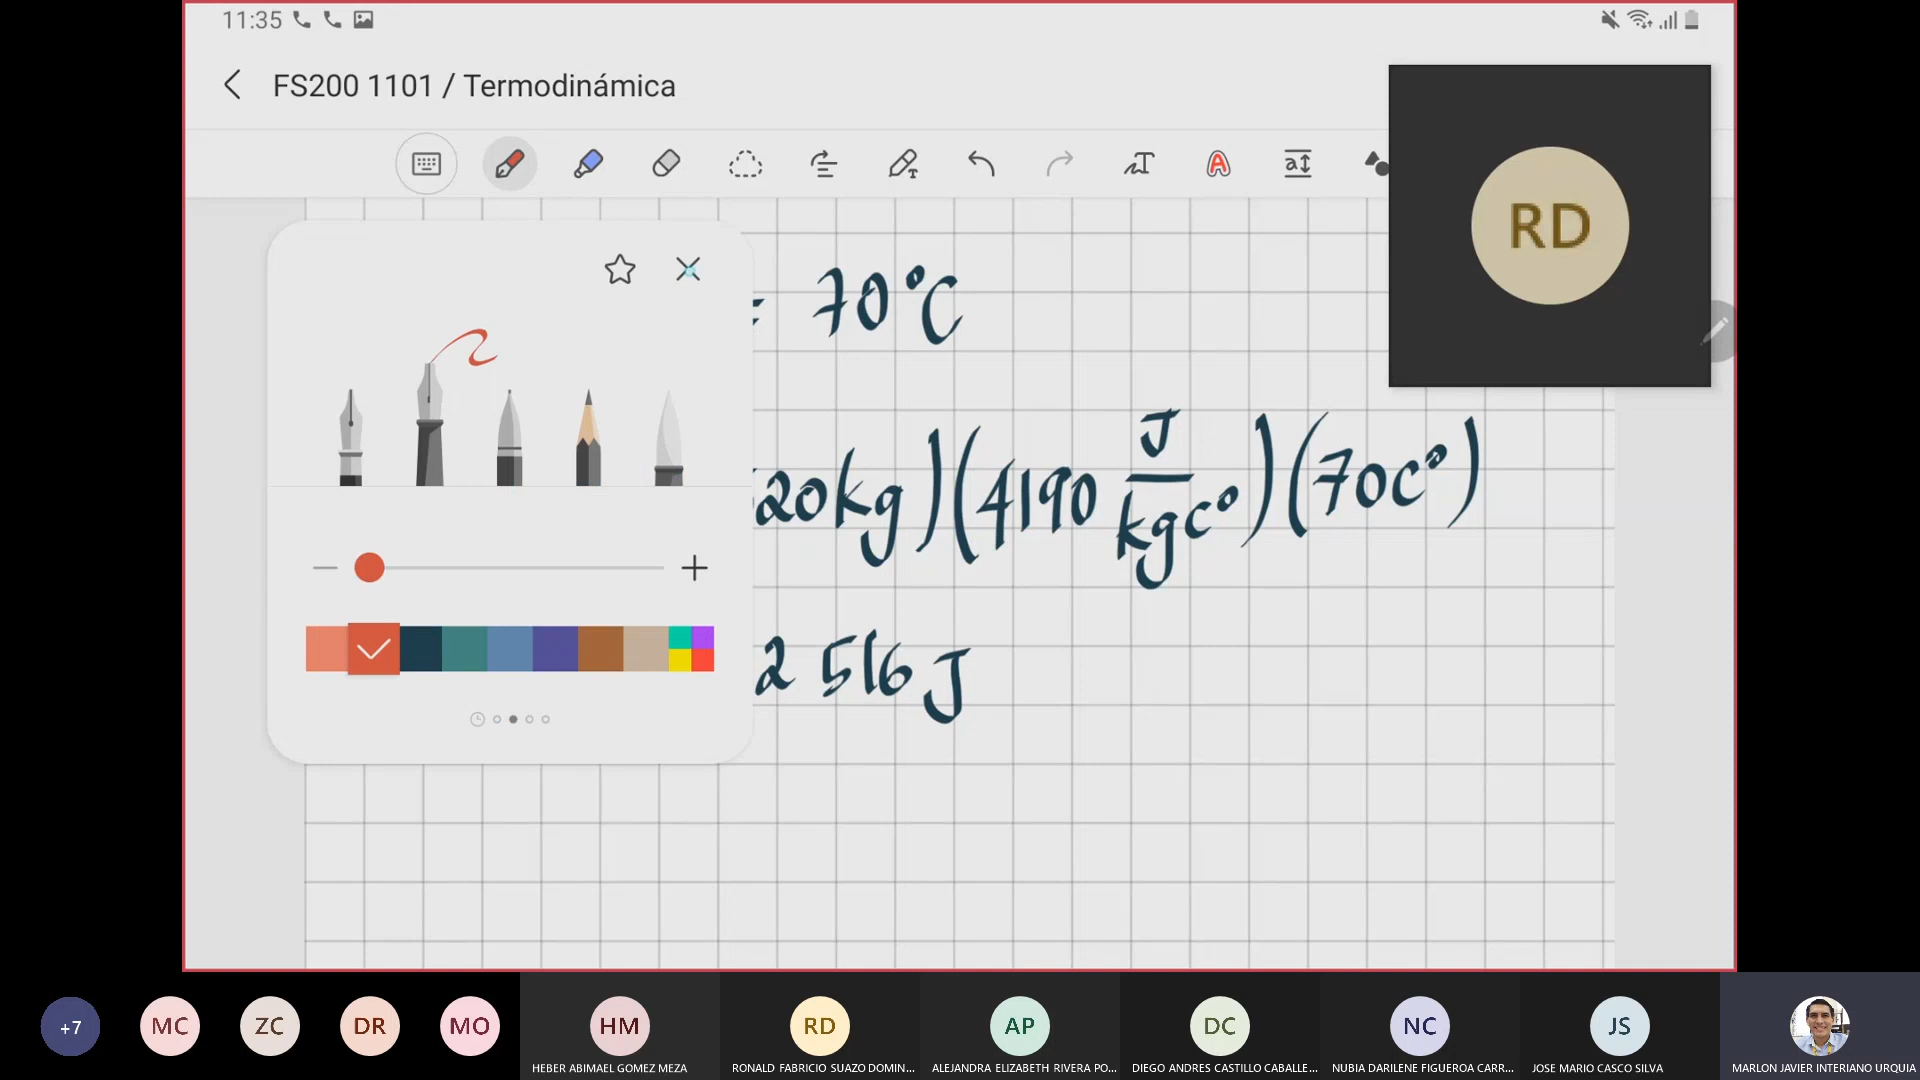 11:35
FS200 1101 / Termodinámica
T
aT
A
a
RD
= 70°C
20kg)(4190 J/kgC°)(70C°)
2 516 J
+7
MC
ZC
DR
MO
HM
RD
AP
DC
NC
JS
HEBER ABIMAEL GOMEZ MEZA
RONALD FABRICIO SUAZO DOMIN...
ALEJANDRA ELIZABETH RIVERA PO...
DIEGO ANDRES CASTILLO CABALLE...
NUBIA DARILENE FIGUEROA CARR...
JOSE MARIO CASCO SILVA
MARLON JAVIER INTERIANO URQUIA